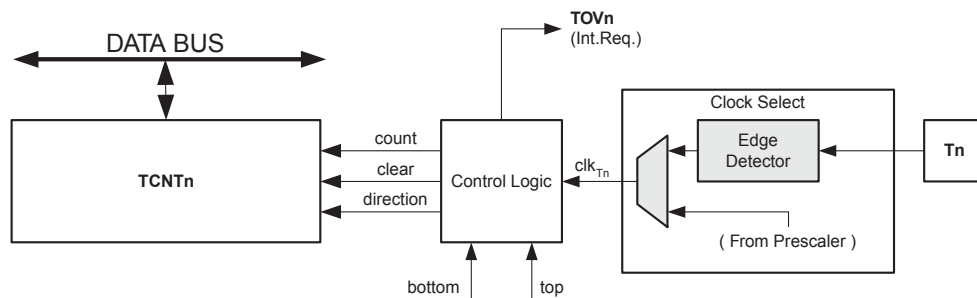 TOVn
(Int.Req.)
DATA BUS
Clock Select
count
Edge
Detector
Tn
TCNTn
clear
Control Logic
clkTn
direction
( From Prescaler )
bottom
top